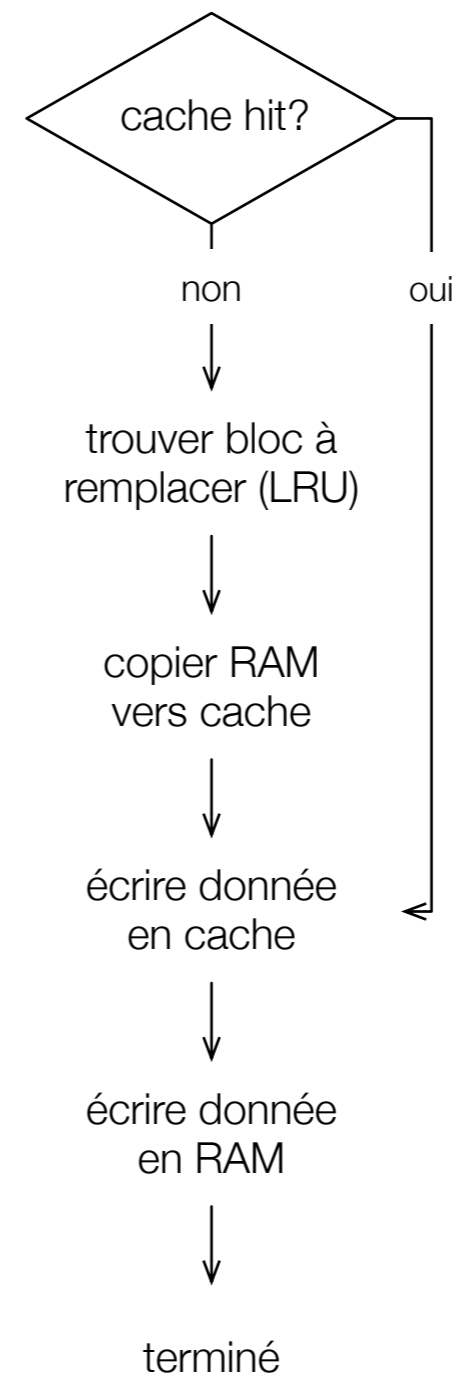 cache hit?
non
oui
trouver bloc à
remplacer (LRU)
copier RAM
vers cache
écrire donnée
en cache
écrire donnée
en RAM
terminé